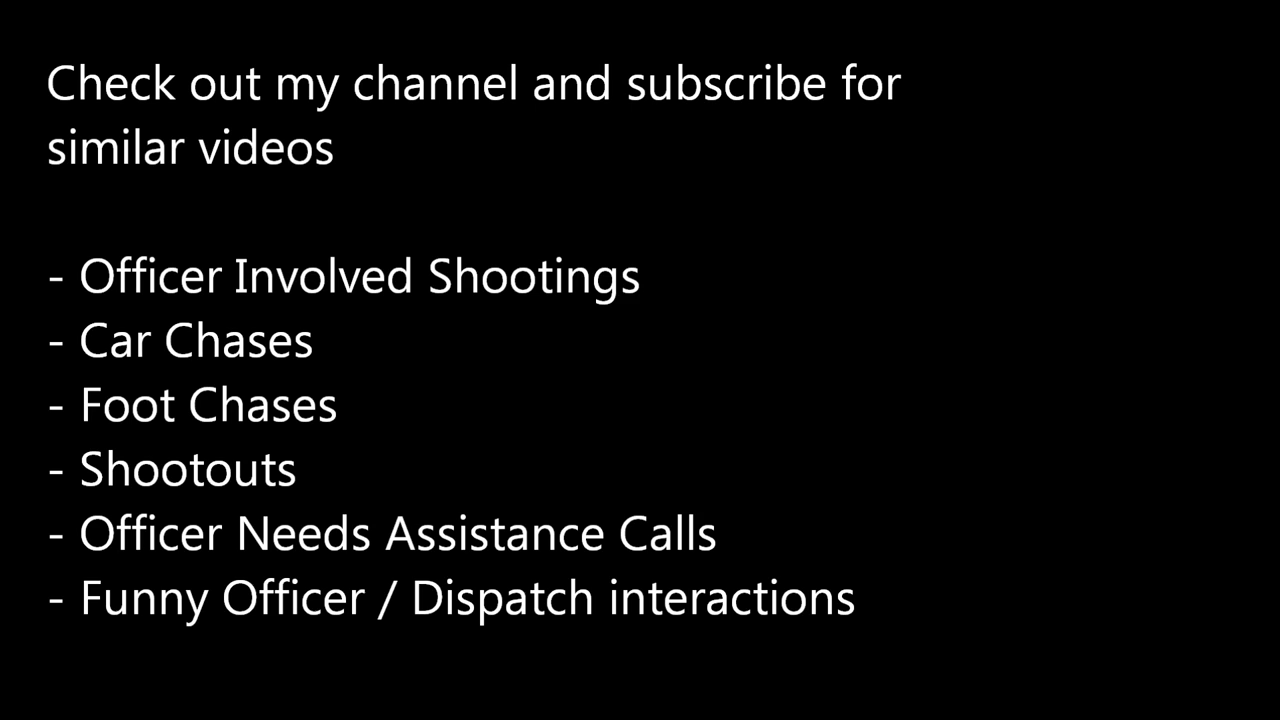 Check out my channel and subscribe for
similar videos
- Officer Involved Shootings
- Car Chases
- Foot Chases
- Shootouts
- Officer Needs Assistance Calls
- Funny Officer / Dispatch interactions